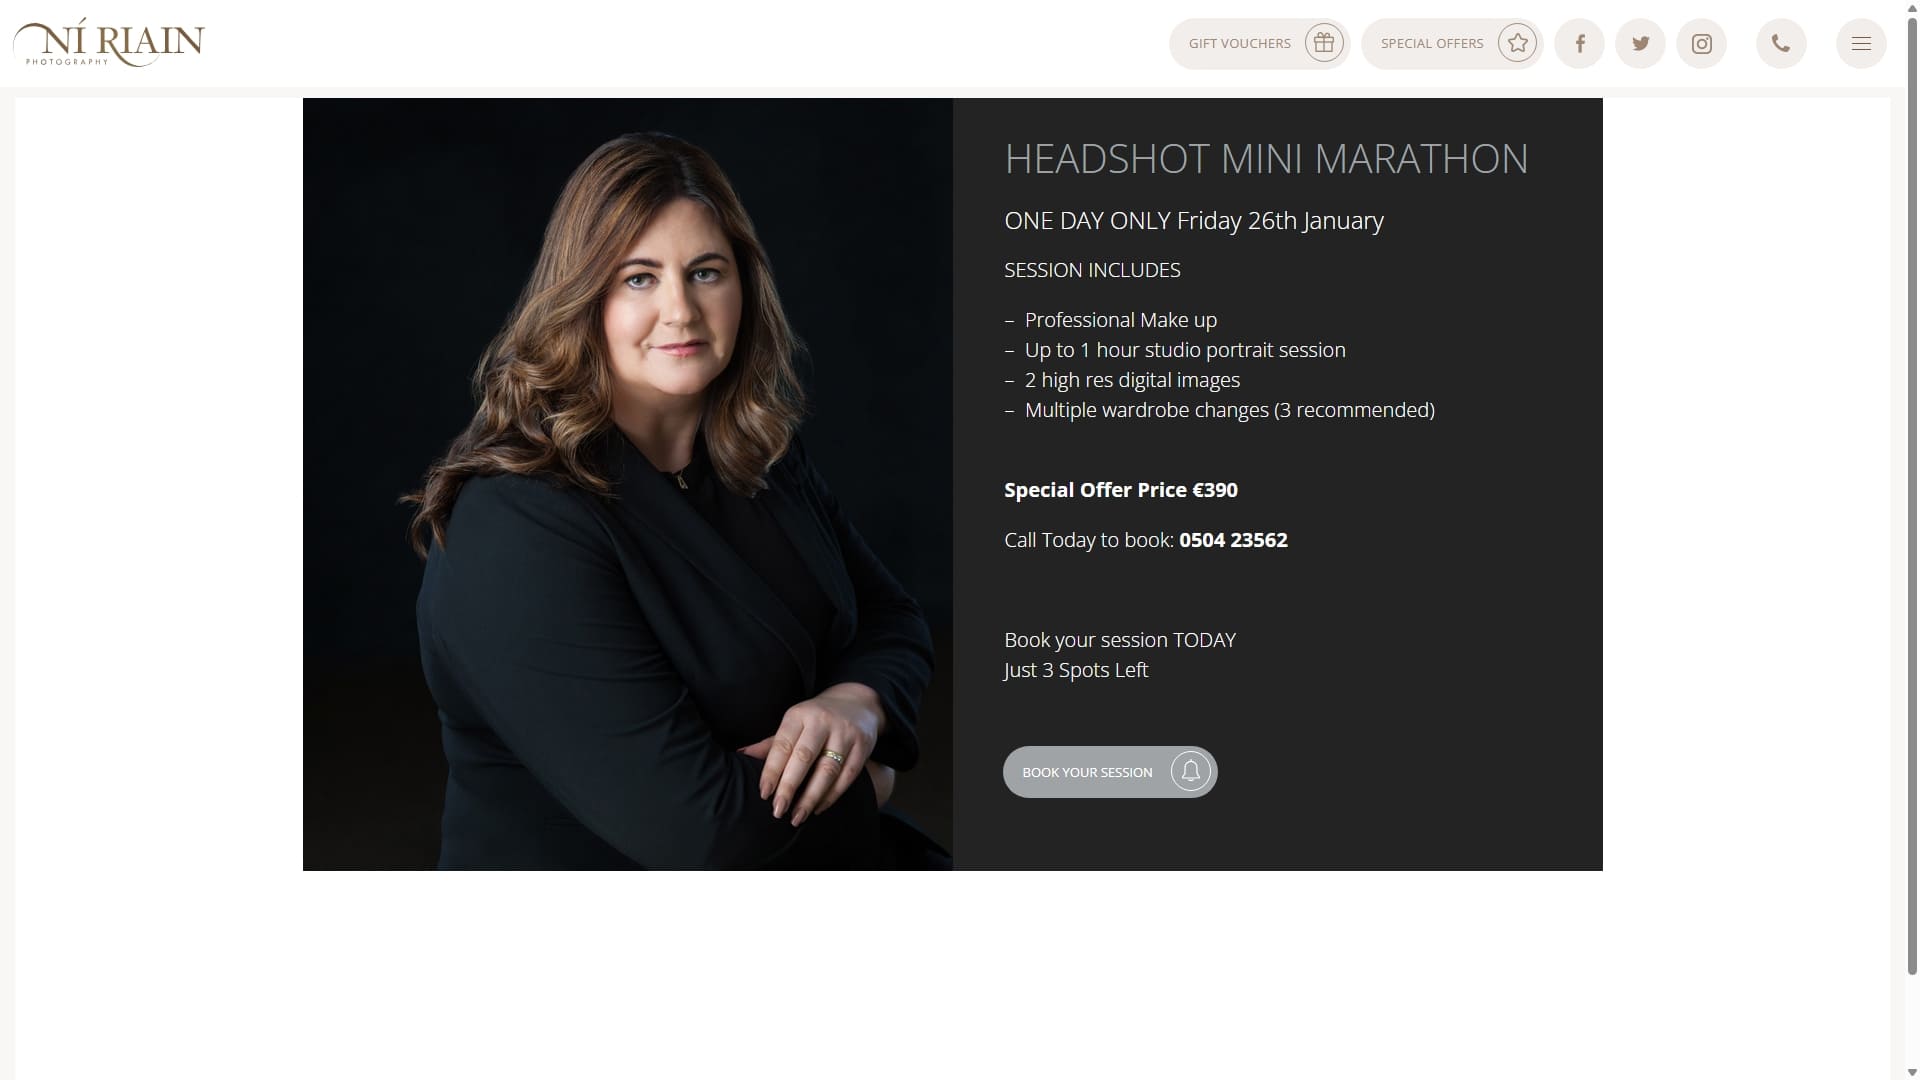 NÍ RIAIN
PHOTOGRAPHY
GIFT VOUCHERS
SPECIAL OFFERS
HEADSHOT MINI MARATHON
ONE DAY ONLY Friday 26th January
SESSION INCLUDES
– Professional Make up
– Up to 1 hour studio portrait session
– 2 high res digital images
– Multiple wardrobe changes (3 recommended)
Special Offer Price €390
Call Today to book: 0504 23562
Book your session TODAY
Just 3 Spots Left
BOOK YOUR SESSION